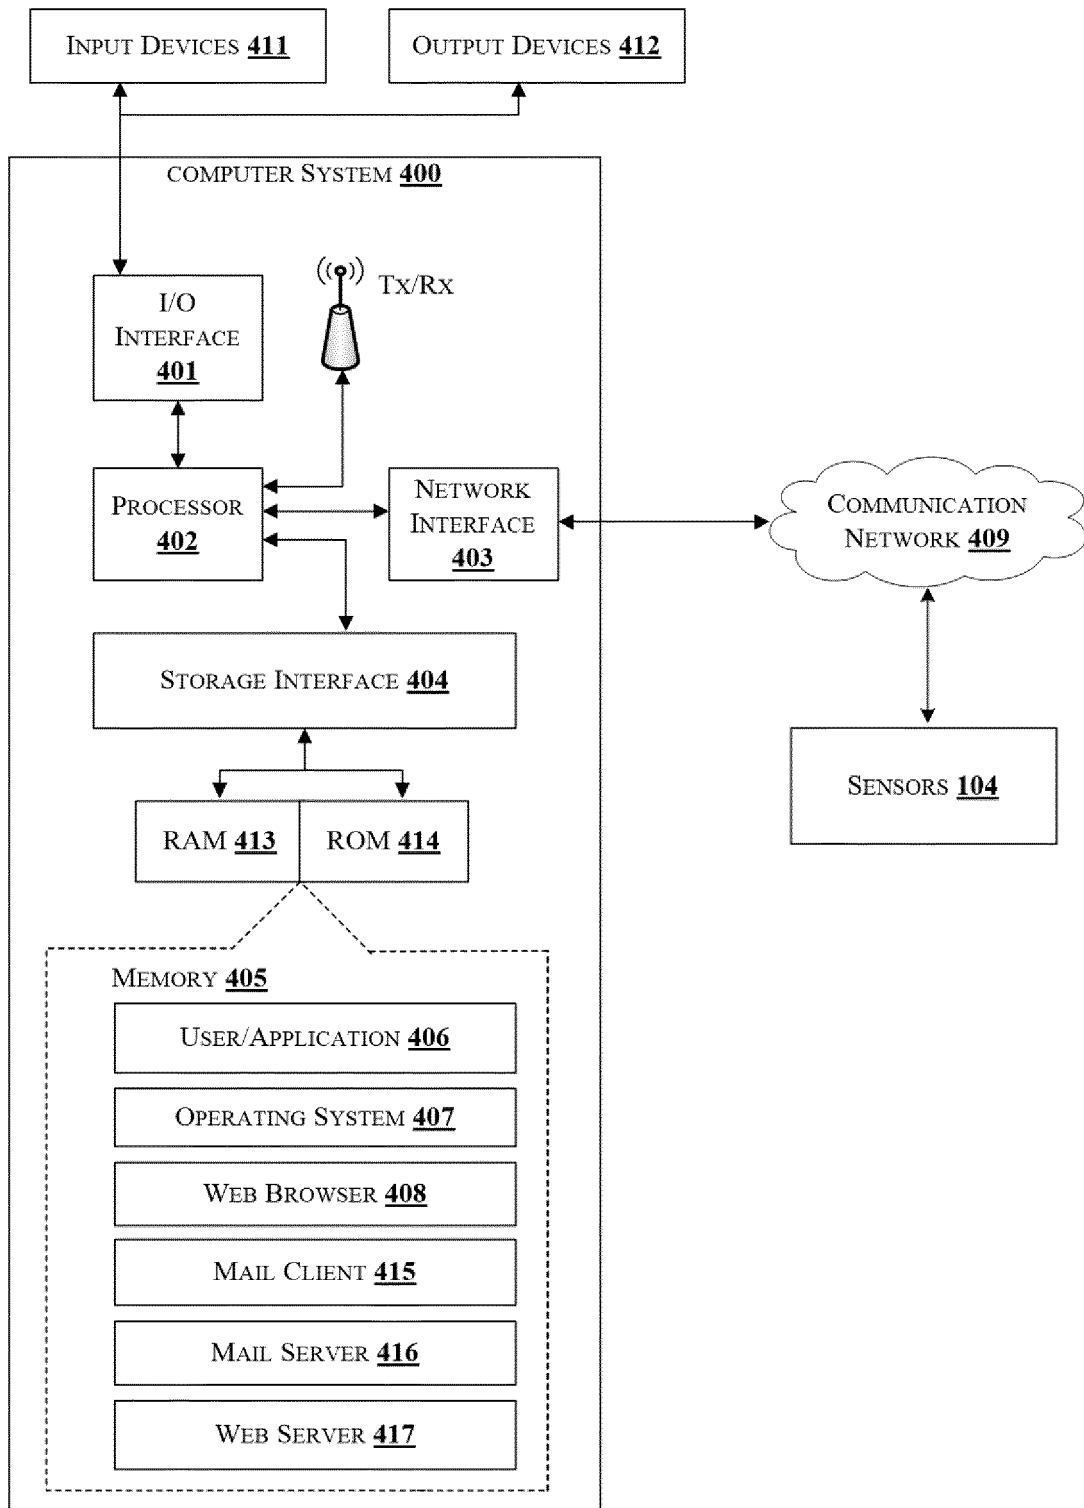 INPUT DEVICES 411
OUTPUT DEVICES 412
COMPUTER SYSTEM 400
I/O
INTERFACE
401
TX/RX
PROCESSOR
402
NETWORK
INTERFACE
403
COMMUNICATION
NETWORK 409
STORAGE INTERFACE 404
SENSORS 104
RAM 413
ROM 414
MEMORY 405
USER/APPLICATION 406
OPERATING SYSTEM 407
WEB BROWSER 408
MAIL CLIENT 415
MAIL SERVER 416
WEB SERVER 417